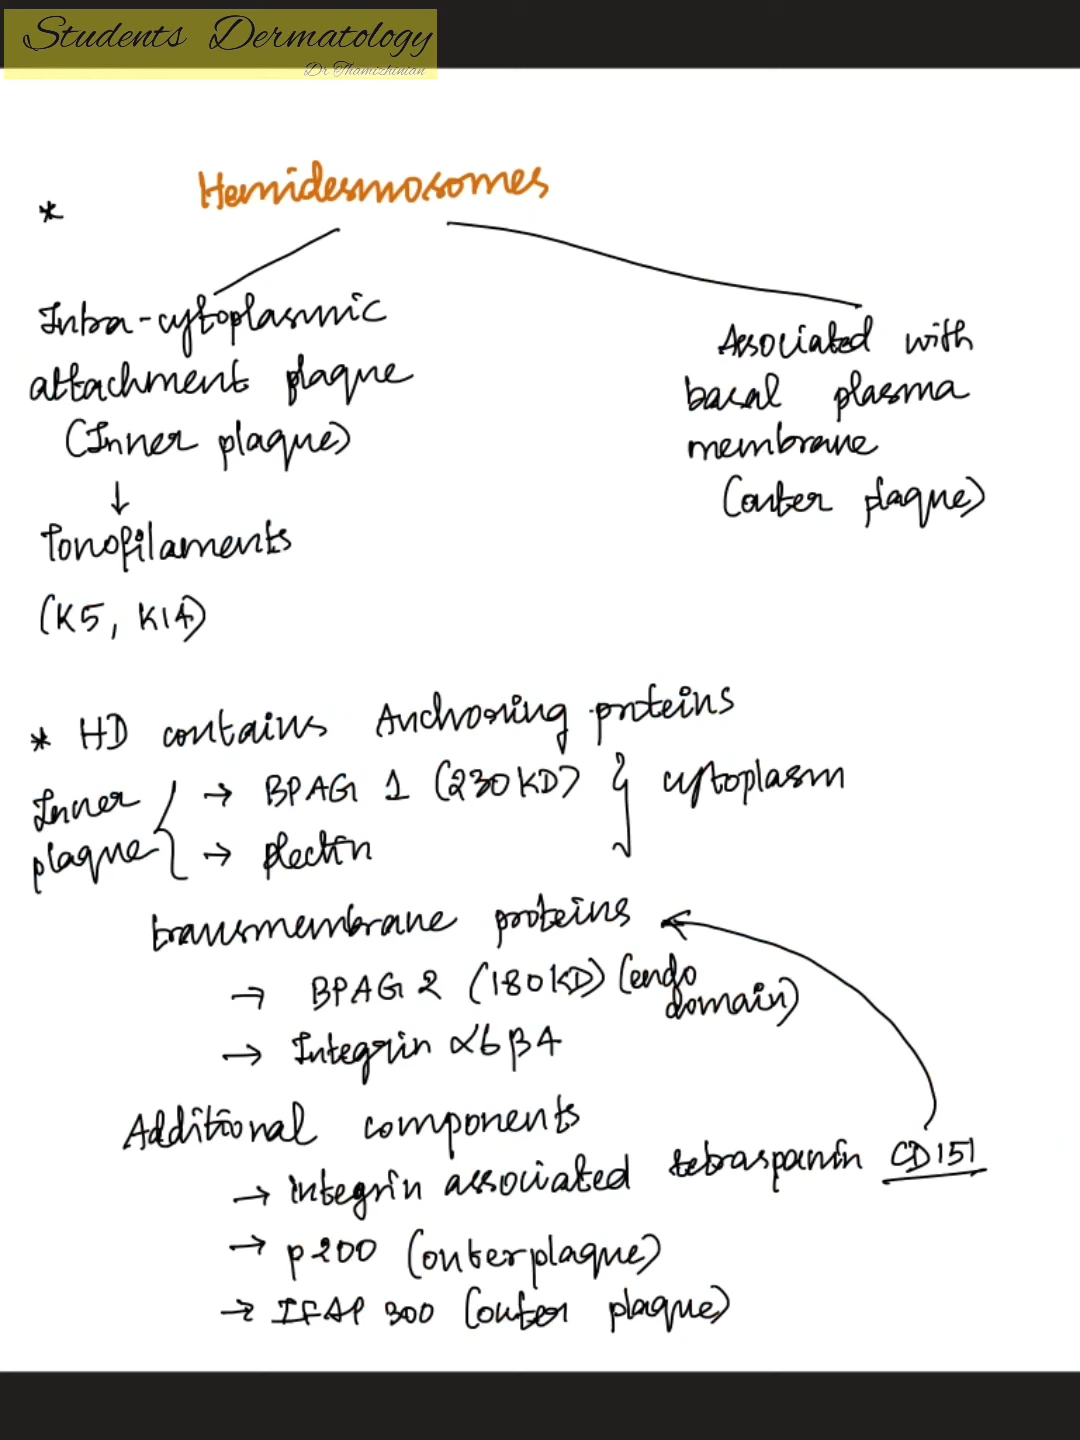 Students Dermatology
Dr Thamizhinian
* Hemidesmosomes
Intra-cytoplasmic
attachment plaque
(Inner plaque)
↓
Tonofilaments
(K5, K14)
Associated with
basal plasma
membrane
(outer plaque)
* HD contains Anchoring proteins
Inner
plaque
→ BPAG 1 (230KD)
→ plectin
} cytoplasm
transmembrane proteins
→ BPAG 2 (180KD) (endo
domain)
→ Integrin α6β4
Additional components
→ integrin associated tetraspanin CD151
→ p200 (outer plaque)
→ IFAP 300 (outer plaque)